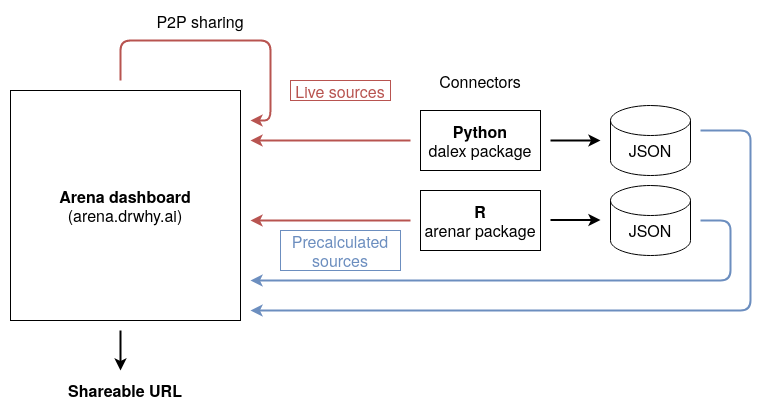 P2P sharing
Live sources
Connectors
Python
dalex package
JSON
Arena dashboard
(arena.drwhy.aI)
R
arenar package
JSON
Precalculated
sources
Shareable URL